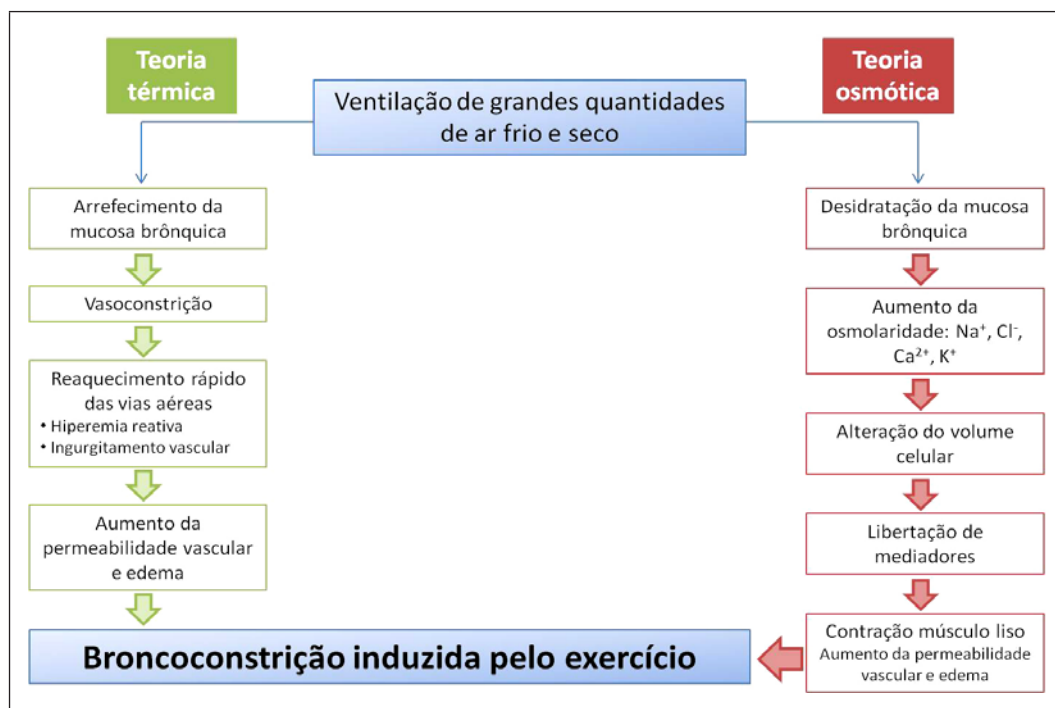 Teoria
térmica
Ventilação de grandes quantidades
de ar frio e seco
Teoria
osmótica
Arrefecimento da
mucosa brônquica
Vasoconstrição
Reaquecimento rápido
das vias aéreas
• Hiperemia reativa
• Ingurgitamento vascular
Aumento da
permeabilidade vascular
e edema
Desidratação da mucosa
brônquica
Aumento da
osmolaridade: Na⁺, Cl⁻,
Ca²⁺, K⁺
Alteração do volume
celular
Libertação de
mediadores
Contração músculo liso
Aumento da permeabilidade
vascular e edema
Broncoconstrição induzida pelo exercício